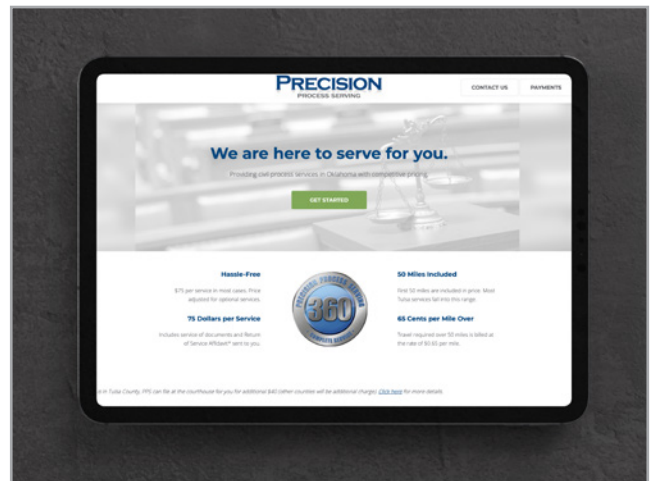 PRECISION
PROCESS SERVING
CONTACT US
PAYMENTS
We are here to serve for you.
Providing civil process services in Oklahoma with competitive pricing.
GET STARTED
Hassle-Free
$75 per service in most cases. Price
adjusted for optional services.
75 Dollars per Service
Includes service of documents and Return
of Service Affidavit* sent to you.
PRECISION PROCESS SERVING
360
COMPLETE SERVICE
50 Miles Included
First 50 miles are included in price. Most
Tulsa services fall into this range.
65 Cents per Mile Over
Travel required over 50 miles is billed at
the rate of $0.65 per mile.
in Tulsa County. PPS can file at the courthouse for you for additional $40 (other counties will be additional charge). Click here for more details.